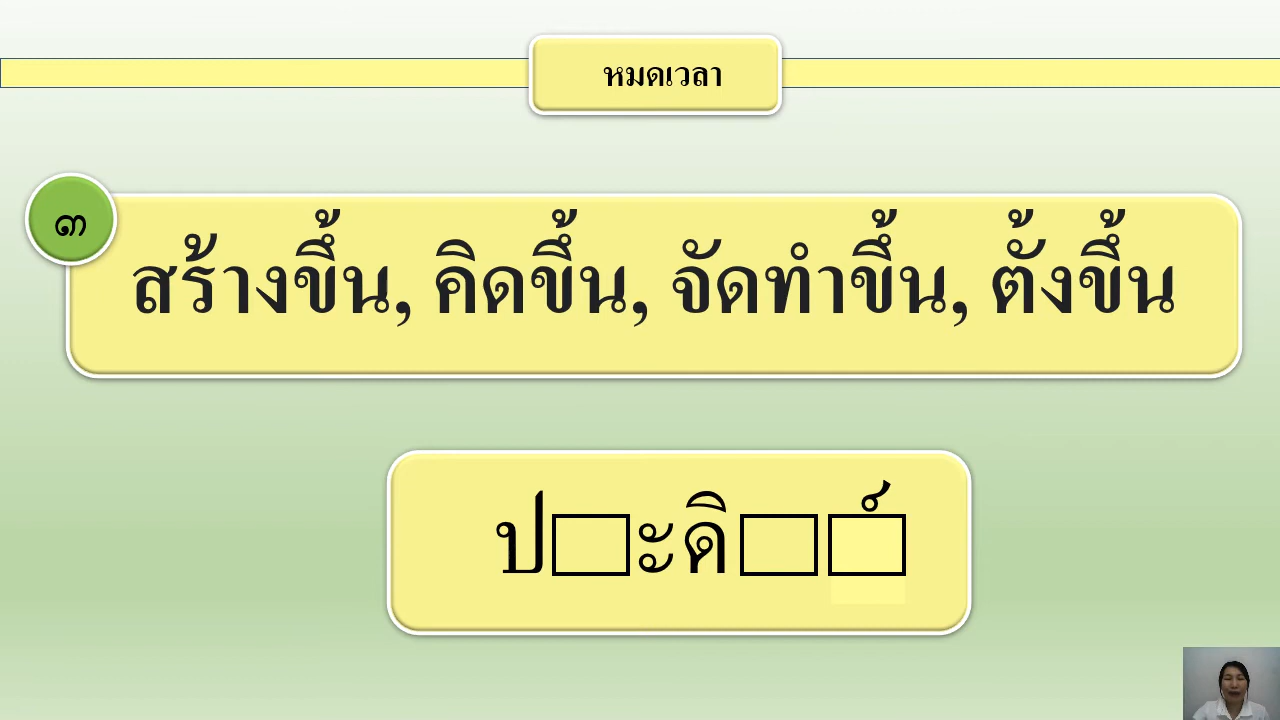 หมดเวลา
๓
สร้างขึ้น, คิดขึ้น, จัดทำขึ้น, ตั้งขึ้น
ป□ะดิ□□์